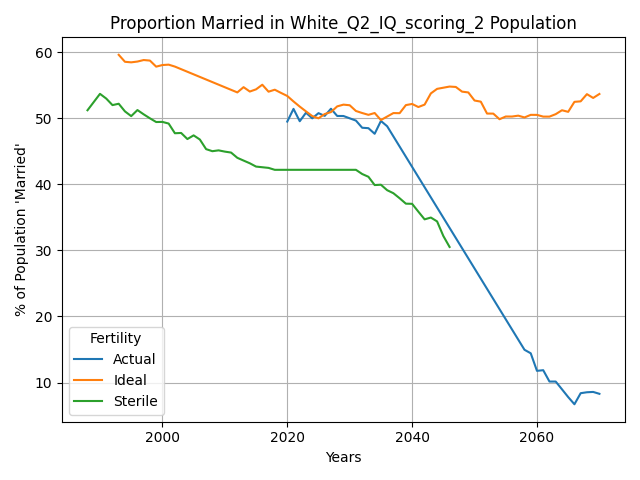 Proportion Married in White_Q2_IQ_scoring_2 Population
% of Population 'Married'
60
50
40
30
20
10
Fertility
Actual
Ideal
Sterile
2000
2020
2040
2060
Years